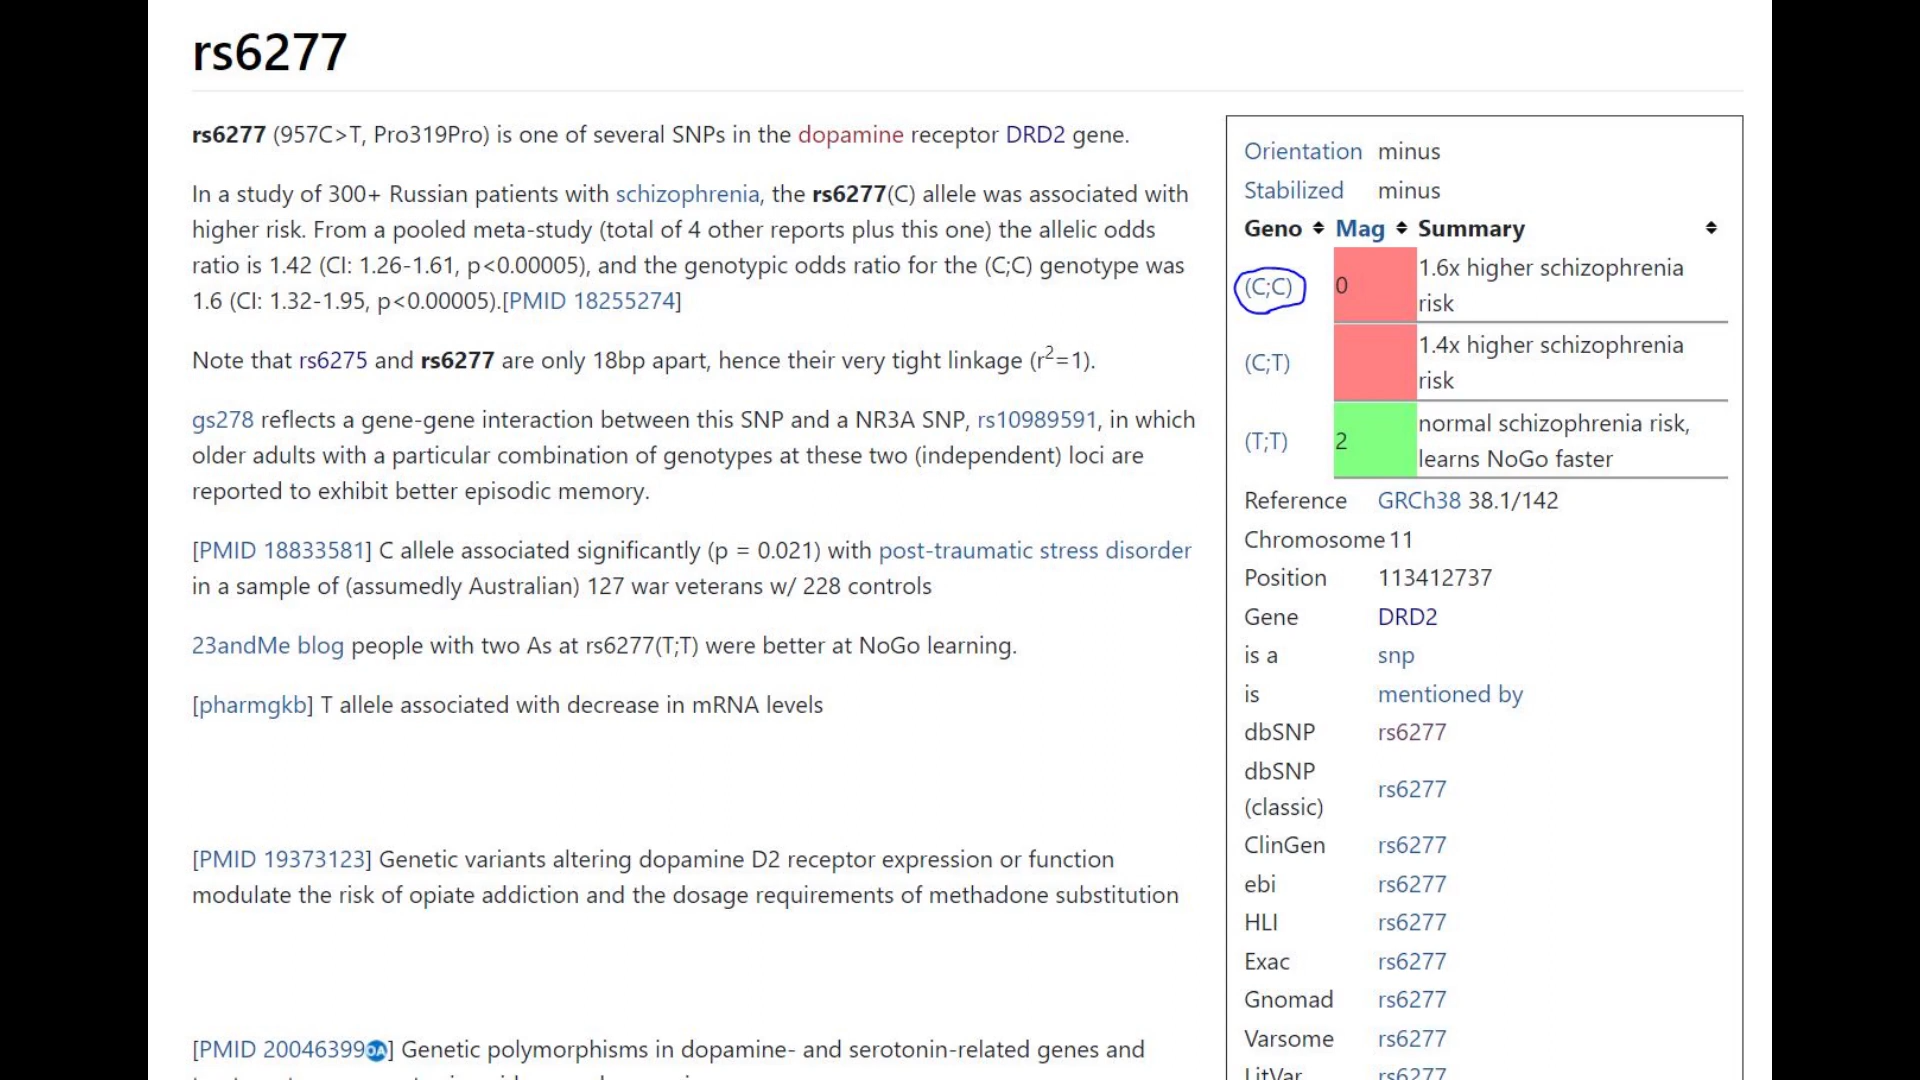 rs6277
rs6277 (957C>T, Pro319Pro) is one of several SNPs in the dopamine receptor DRD2 gene.
In a study of 300+ Russian patients with schizophrenia, the rs6277(C) allele was associated with
higher risk. From a pooled meta-study (total of 4 other reports plus this one) the allelic odds
ratio is 1.42 (CI: 1.26-1.61, p<0.00005), and the genotypic odds ratio for the (C;C) genotype was
1.6 (CI: 1.32-1.95, p<0.00005).[PMID 18255274]
Note that rs6275 and rs6277 are only 18bp apart, hence their very tight linkage (r²=1).
gs278 reflects a gene-gene interaction between this SNP and a NR3A SNP, rs10989591, in which
older adults with a particular combination of genotypes at these two (independent) loci are
reported to exhibit better episodic memory.
[PMID 18833581] C allele associated significantly (p = 0.021) with post-traumatic stress disorder
in a sample of (assumedly Australian) 127 war veterans w/ 228 controls
23andMe blog people with two As at rs6277(T;T) were better at NoGo learning.
[pharmgkb] T allele associated with decrease in mRNA levels
[PMID 19373123] Genetic variants altering dopamine D2 receptor expression or function
modulate the risk of opiate addiction and the dosage requirements of methadone substitution
[PMID 20046399 OA] Genetic polymorphisms in dopamine- and serotonin-related genes and
Orientation minus
Stabilized minus
Geno Mag Summary
(C;C) 0 1.6x higher schizophrenia
risk
(C;T) 1.4x higher schizophrenia
risk
(T;T) 2 normal schizophrenia risk,
learns NoGo faster
Reference GRCh38 38.1/142
Chromosome 11
Position 113412737
Gene DRD2
is a snp
is mentioned by
dbSNP rs6277
dbSNP
(classic) rs6277
ClinGen rs6277
ebi rs6277
HLI rs6277
Exac rs6277
Gnomad rs6277
Varsome rs6277
LitVar rs6277